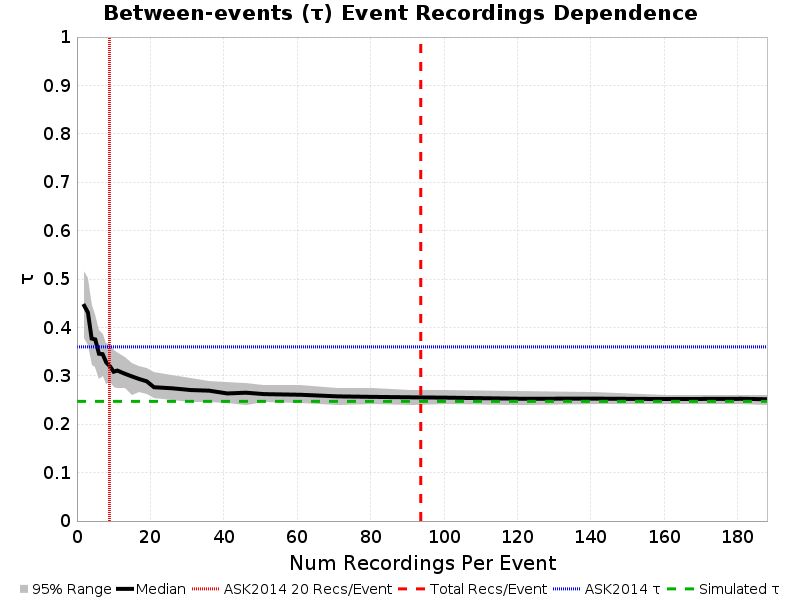 Between-events (τ) Event Recordings Dependence
1
0.9
0.8
0.7
0.6
0.5
0.4
0.3
0.2
0.1
0
τ
0 20 40 60 80 100 120 140 160 180
Num Recordings Per Event
95% Range Median ASK2014 20 Recs/Event Total Recs/Event ASK2014 τ Simulated τ